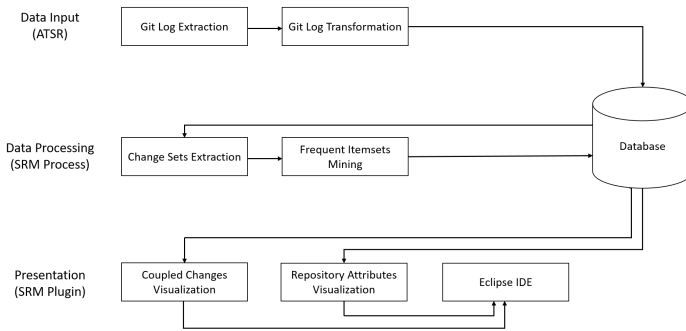 Data Input
(ATSR)
Git Log Extraction
Git Log Transformation
Data Processing
(SRM Process)
Change Sets Extraction
Frequent Itemsets
Mining
Database
Presentation
(SRM Plugin)
Coupled Changes
Visualization
Repository Attributes
Visualization
Eclipse IDE